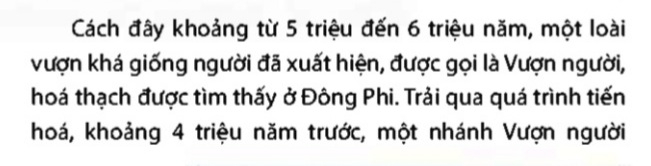 Cách đây khoảng từ 5 triệu đến 6 triệu năm, một loài
vượn khá giống người đã xuất hiện, được gọi là Vượn người,
hoá thạch được tìm thấy ở Đông Phi. Trải qua quá trình tiến
hoá, khoảng 4 triệu năm trước, một nhánh Vượn người